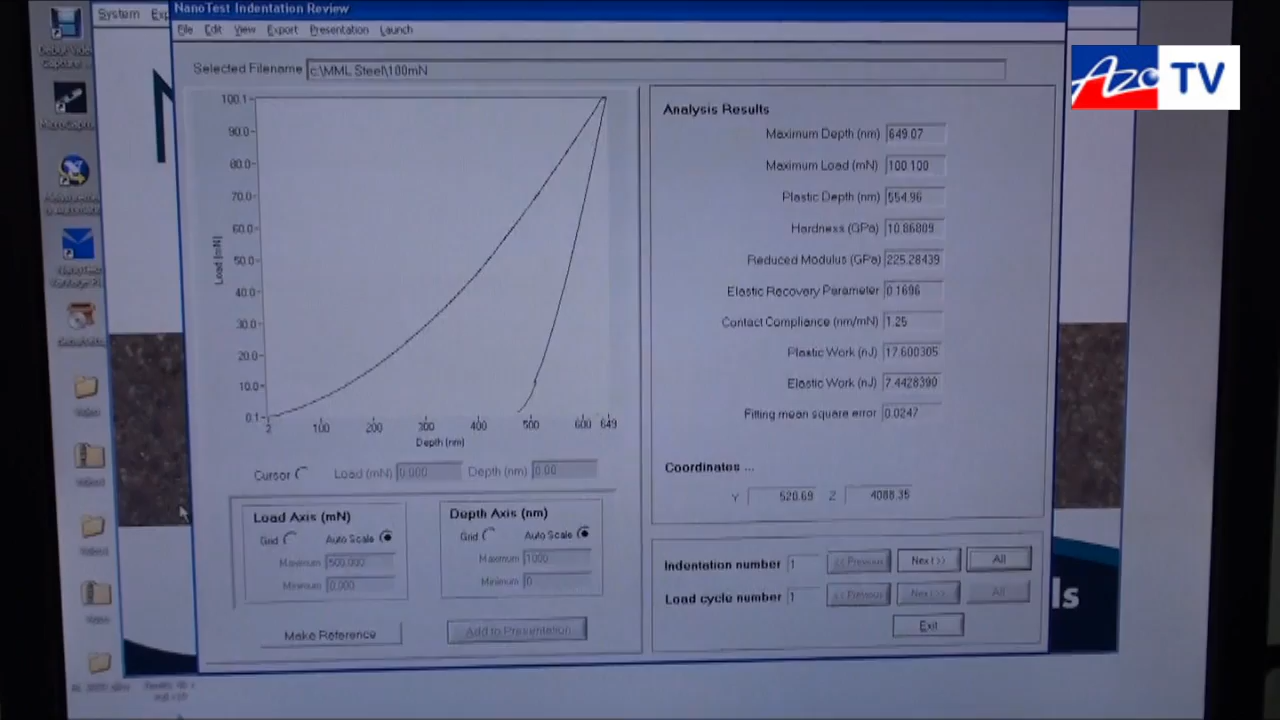 NanoTest Indentation Review
System
File Edit View Export Presentation Launch
AZO TV
Selected Filename c:\MML Steel\100mN
100.1
90.0
80.0
70.0
60.0
50.0
40.0
30.0
20.0
10.0
0.1
Load (mN)
2 100 200 300 400 500 600 649
Depth (nm)
Analysis Results
Maximum Depth (nm) 649.07
Maximum Load (mN) 100.100
Plastic Depth (nm) 554.96
Hardness (GPa) 10.86809
Reduced Modulus (GPa) 225.28439
Elastic Recovery Parameter 0.1696
Contact Compliance (nm/mN) 1.25
Plastic Work (nJ) 17.600305
Elastic Work (nJ) 7.4428390
Fitting mean square error 0.0247
Coordinates ...
Y 528.69 Z 4088.35
Cursor Load (mN) 0.000 Depth (nm) 0.00
Load Axis (mN)
Grid Auto Scale
Maximum 500.000
Minimum 0.000
Depth Axis (nm)
Grid Auto Scale
Maximum 1000
Minimum 0
Make Reference Add to Presentation
Indentation number 1 << Previous Next >> All
Load cycle number 1 << Previous Next >> All
Exit
ls